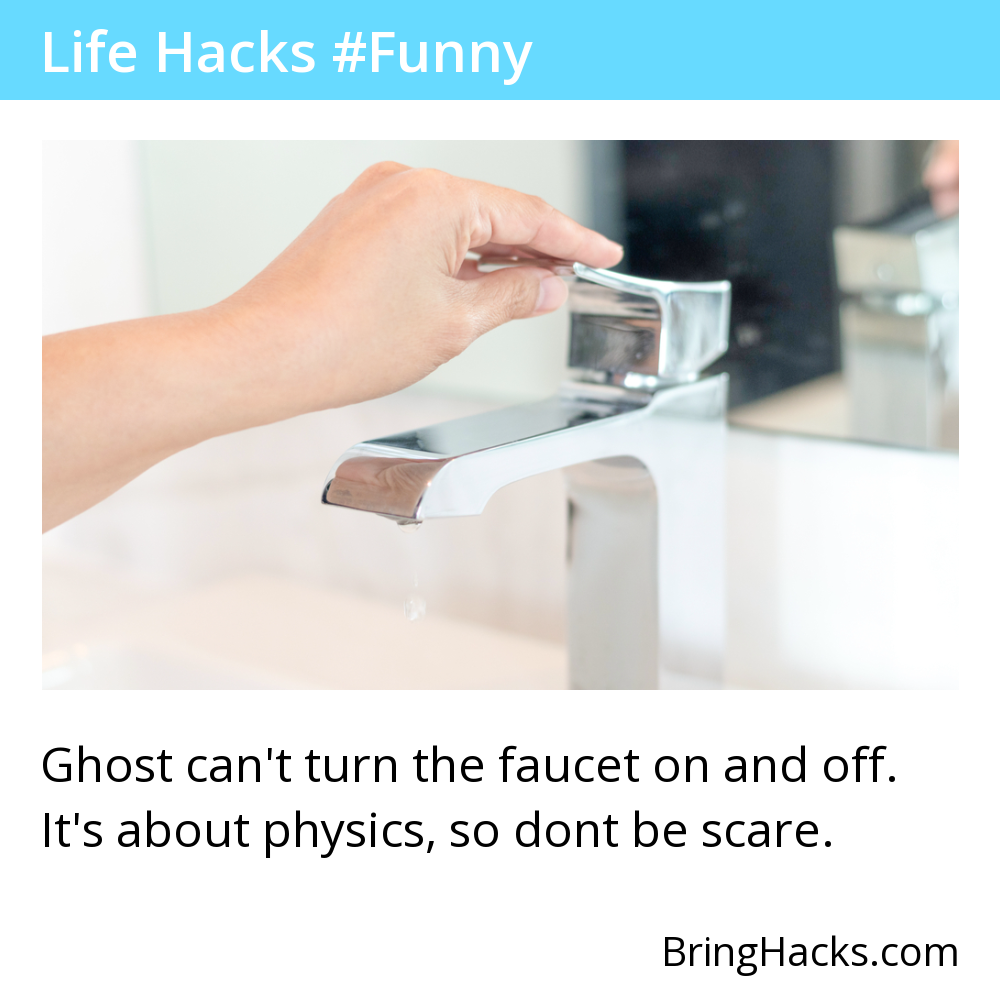 Life Hacks #Funny
Ghost can't turn the faucet on and off.
It's about physics, so dont be scare.
BringHacks.com